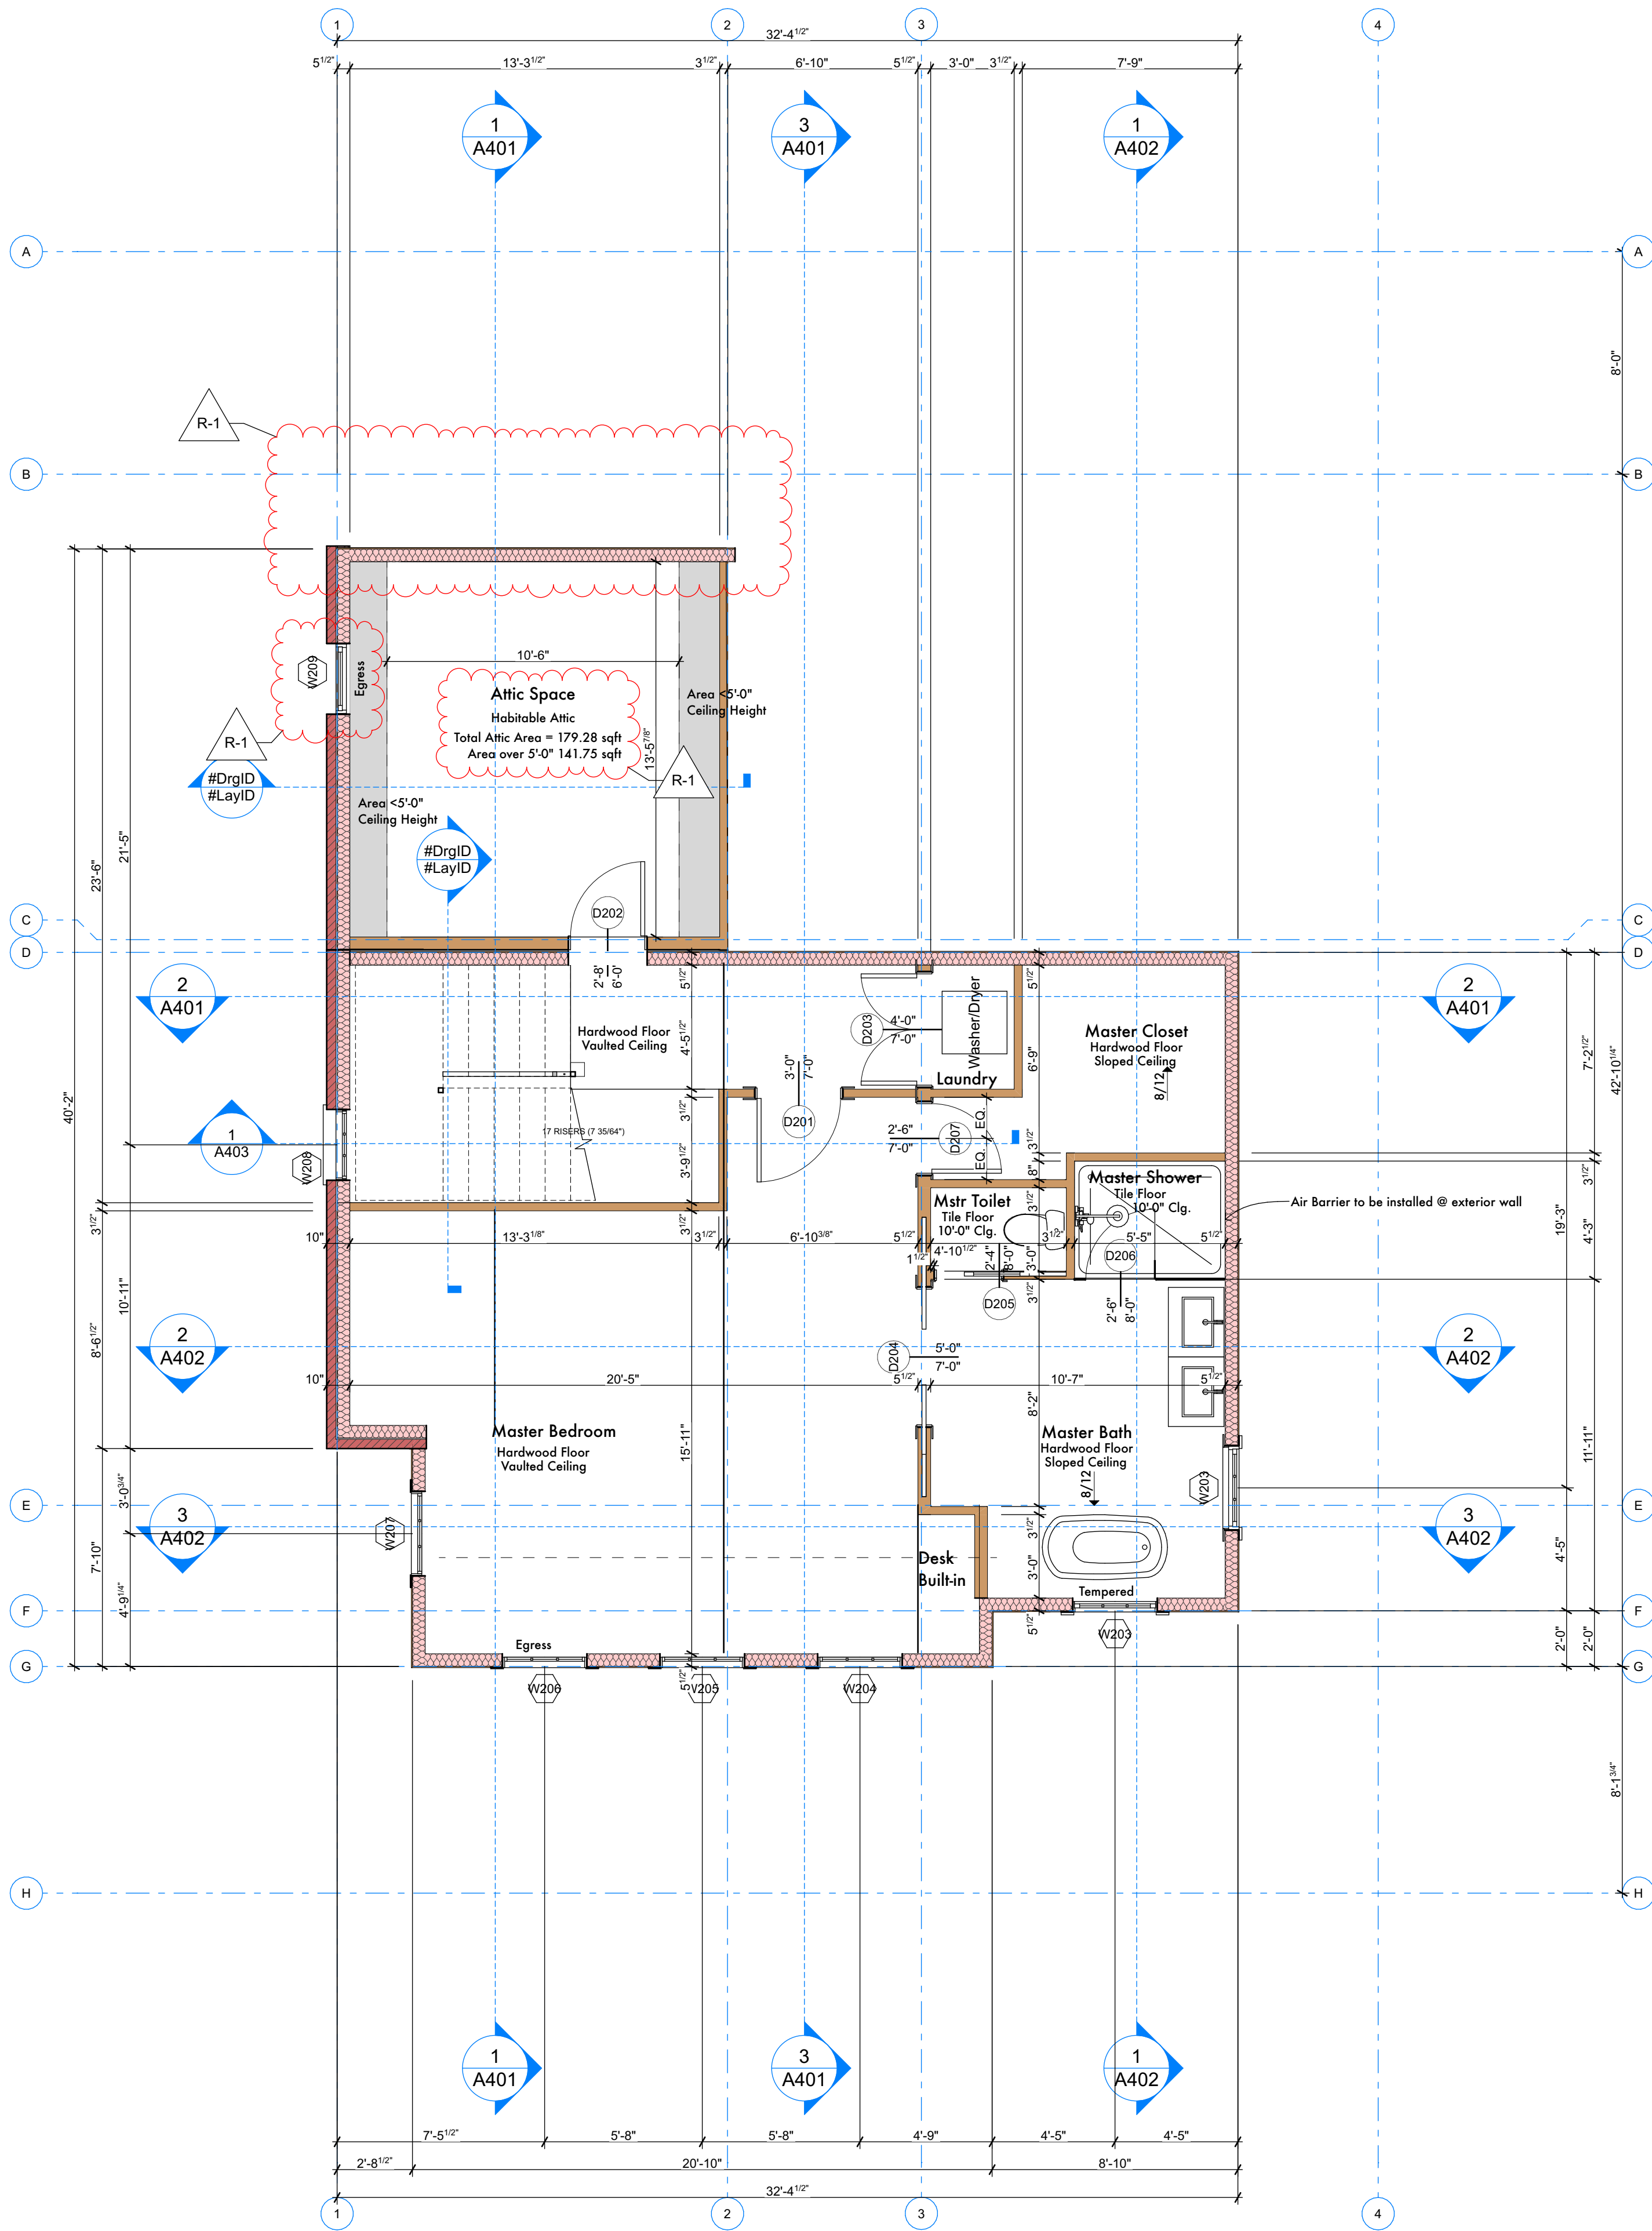 1
2
3
4
32'-4 1/2"
5 1/2"
13'-3 1/2"
3 1/2"
6'-10"
5 1/2"
3'-0"
3 1/2"
7'-9"
1
A401
3
A401
1
A402
A
A
8'-0"
R-1
B
B
W209
Egress
10'-6"
Attic Space
Habitable Attic
Total Attic Area = 179.28 sqft
Area over 5'-0" 141.75 sqft
Area <5'-0"
Ceiling Height
13'-5 7/8"
R-1
R-1
#DrgID
#LayID
Area <5'-0"
Ceiling Height
#DrgID
#LayID
21'-5"
23'-6"
40'-2"
D202
2'-8"
6'-0"
C
C
D
D
2
A401
2
A401
5 1/2"
5 1/2"
Hardwood Floor
Vaulted Ceiling
4'-5 1/2"
D203
4'-0"
7'-0"
Washer/Dryer
Laundry
Master Closet
Hardwood Floor
Sloped Ceiling
8/12
6'-9"
7'-2 1/2"
42'-10 1/4"
3'-0"
7'-0"
D201
3 1/2"
17 RISERS (7 35/64")
1
A403
W208
3'-9 1/2"
2'-6"
7'-0"
D207
EQ.
EQ.
3 1/2"
8"
3 1/2"
Master Shower
Tile Floor
10'-0" Clg.
Mstr Toilet
Tile Floor
10'-0" Clg.
3 1/2"
Air Barrier to be installed @ exterior wall
19'-3"
4'-3"
3 1/2"
3 1/2"
10"
13'-3 1/8"
3 1/2"
6'-10 3/8"
5 1/2"
1 1/2"
4'-10 1/2"
2'-4"
8'-0"
3'-0"
3 1/2"
5'-5"
5 1/2"
D206
D205
3 1/2"
2'-6"
8'-0"
10'-11"
8'-6 1/2"
2
A402
2
A402
D204
5'-0"
7'-0"
10"
20'-5"
5 1/2"
10'-7"
5 1/2"
8'-2"
15'-11"
11'-11"
Master Bedroom
Hardwood Floor
Vaulted Ceiling
Master Bath
Hardwood Floor
Sloped Ceiling
8/12
W203
3'-0 3/4"
E
E
3
A402
3
A402
W207
3 1/2"
3'-0"
Desk
Built-in
7'-10"
4'-9 1/4"
4'-5"
Tempered
F
F
5 1/2"
W203
2'-0"
2'-0"
Egress
G
G
W206
5 1/2"
W205
W204
8'-1 3/4"
H
H
1
A401
3
A401
1
A402
7'-5 1/2"
5'-8"
5'-8"
4'-9"
4'-5"
4'-5"
2'-8 1/2"
20'-10"
8'-10"
32'-4 1/2"
1
2
3
4